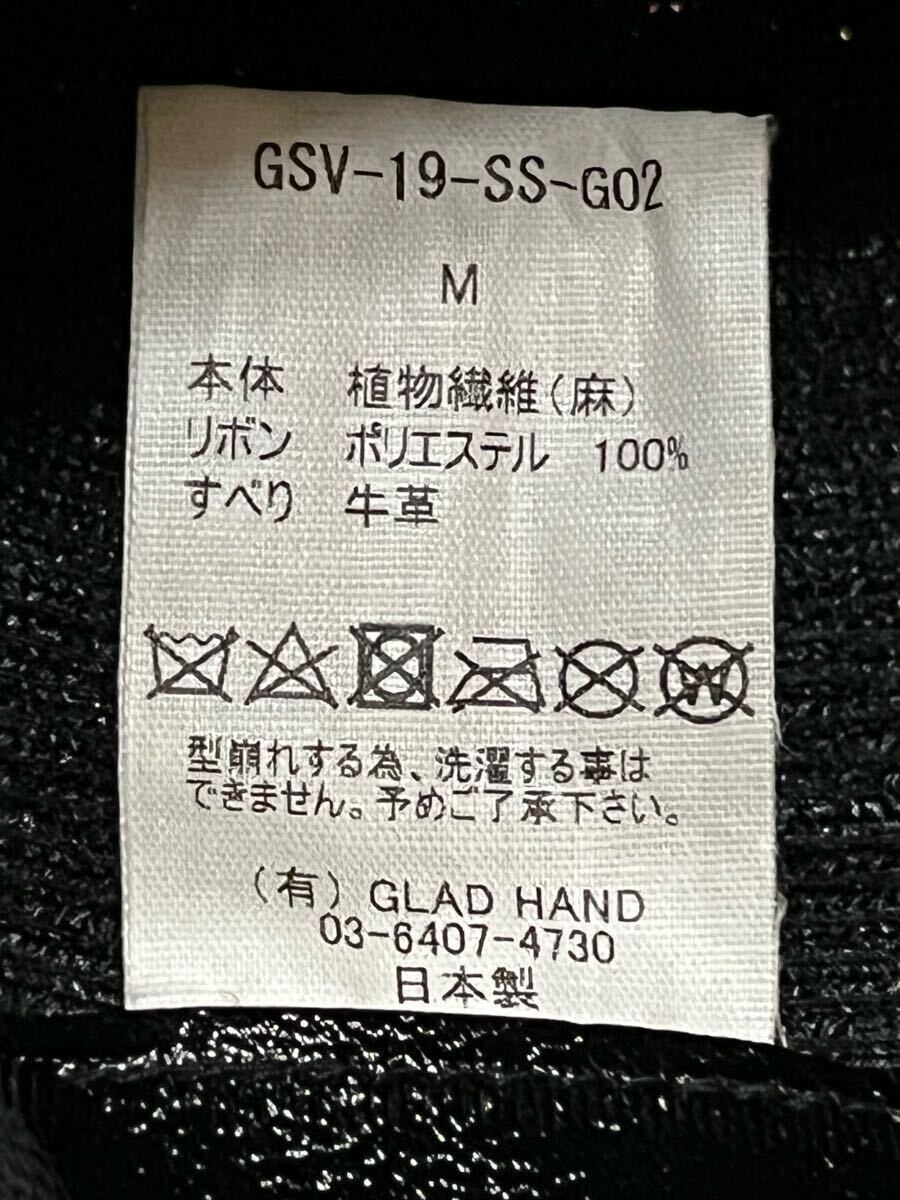 GSV-19-SS-G02
M
本体 植物繊維(麻)
リボン ポリエステル 100%
すべり 牛革
型崩れする為、洗濯する事は
できません。予めご了承下さい。
(有) GLAD HAND
03-6407-4730
日本製